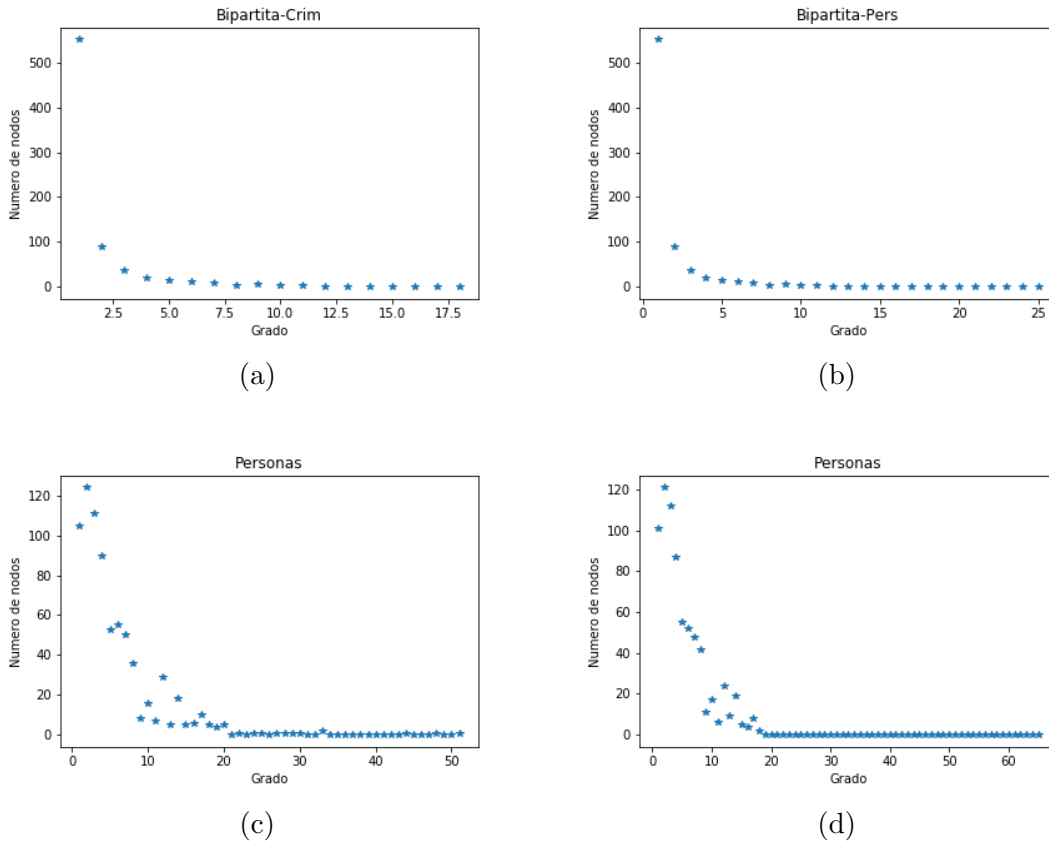 Bipartita-Crim
Numero de nodos
500
400
300
200
100
0
2.5 5.0 7.5 10.0 12.5 15.0 17.5
Grado
(a)
Bipartita-Pers
Numero de nodos
500
400
300
200
100
0
0 5 10 15 20 25
Grado
(b)
Personas
Numero de nodos
120
100
80
60
40
20
0
0 10 20 30 40 50
Grado
(c)
Personas
Numero de nodos
120
100
80
60
40
20
0
0 10 20 30 40 50 60
Grado
(d)